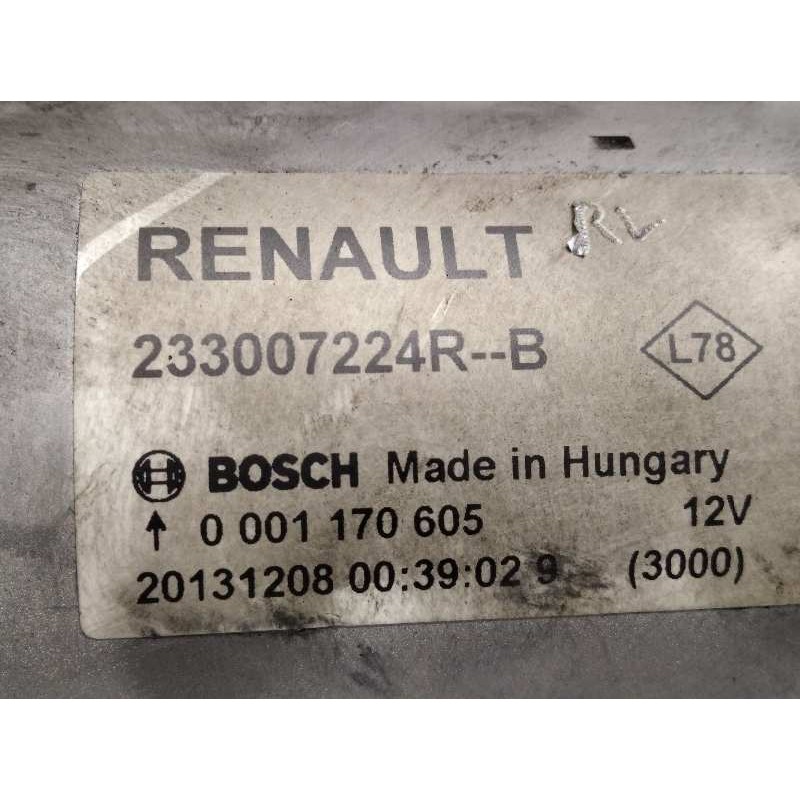 RENAULT RL
233007224R--B L78
BOSCH Made in Hungary
↑ 0 001 170 605 12V
20131208 00:39:02 9 (3000)